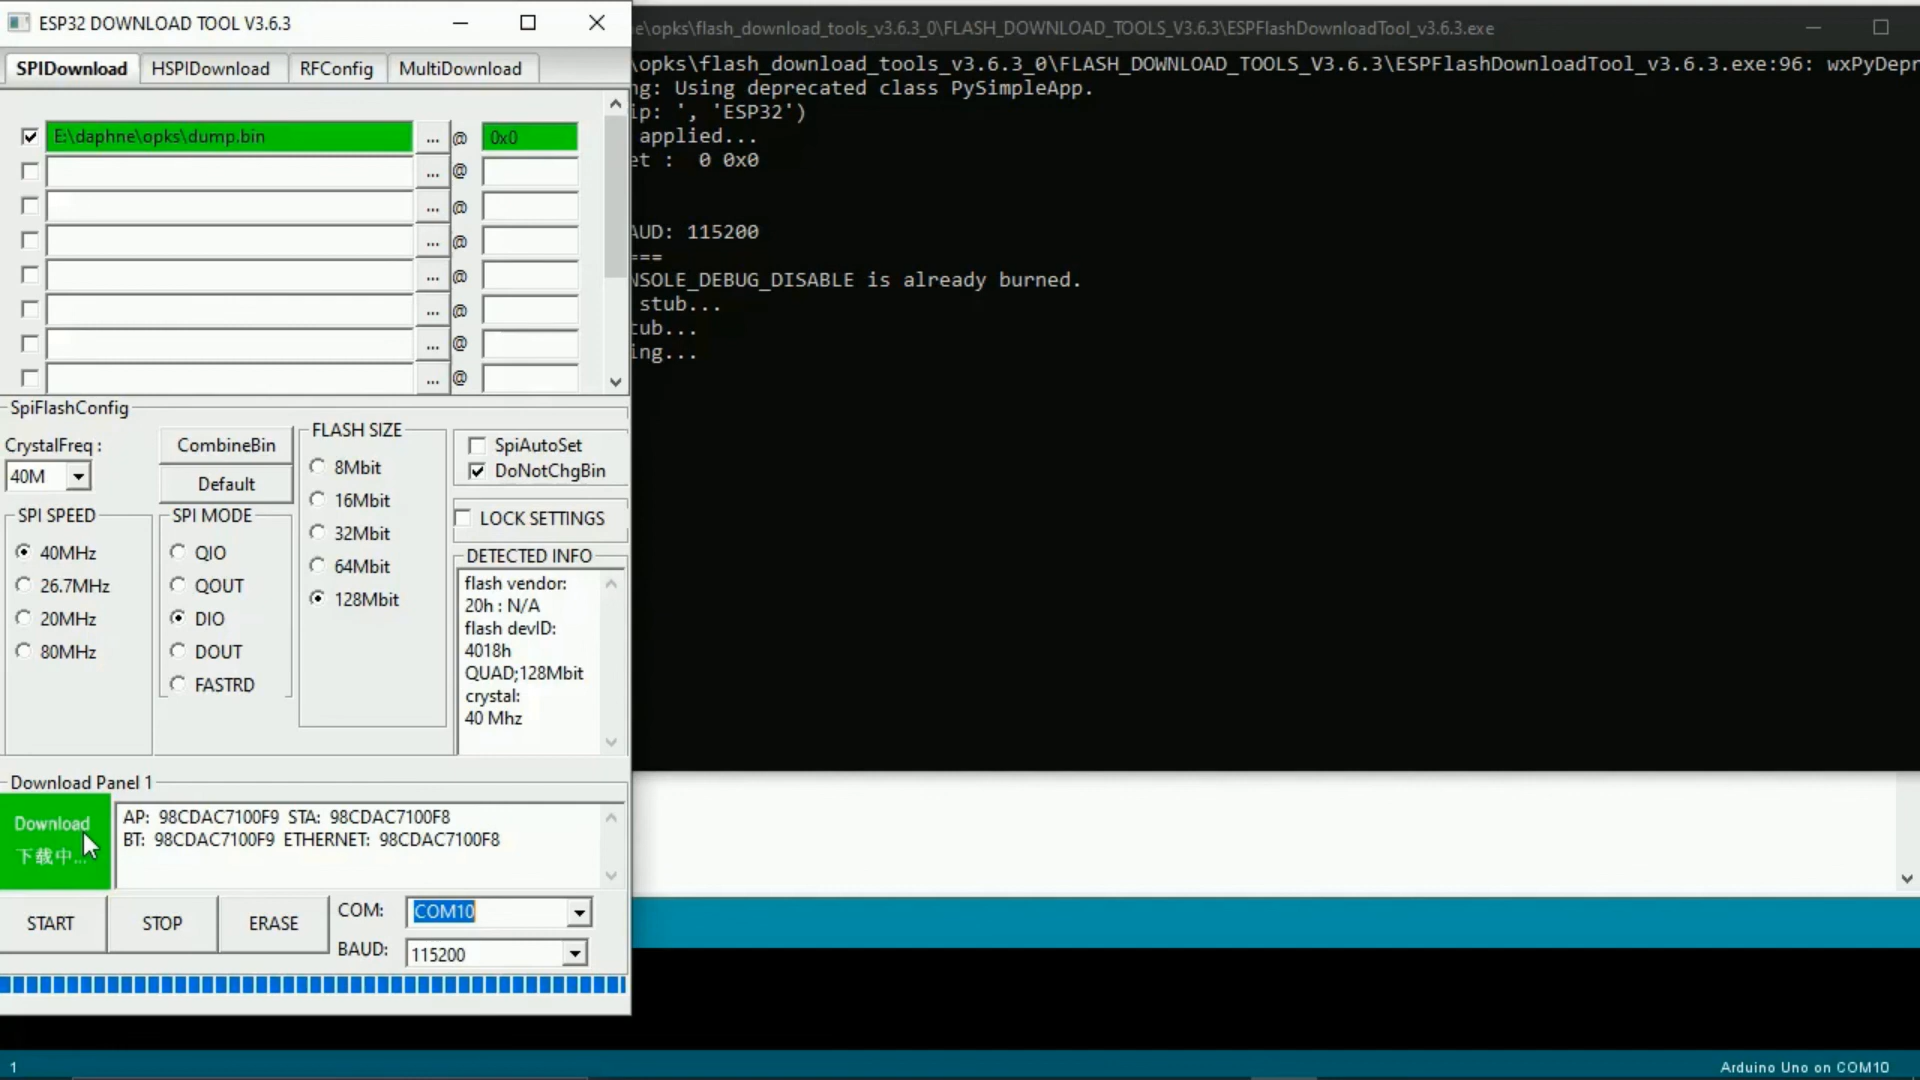 ESP32 DOWNLOAD TOOL V3.6.3
SPIDownload HSPIDownload RFConfig MultiDownload
E:\daphne\opks\dump.bin ... @ 0x0
... @
... @
... @
... @
... @
... @
... @
SpiFlashConfig
CrystalFreq :
40M
CombineBin
Default
SPI SPEED
40MHz
26.7MHz
20MHz
80MHz
SPI MODE
QIO
QOUT
DIO
DOUT
FASTRD
FLASH SIZE
8Mbit
16Mbit
32Mbit
64Mbit
128Mbit
SpiAutoSet
DoNotChgBin
LOCK SETTINGS
DETECTED INFO
flash vendor:
20h : N/A
flash devID:
4018h
QUAD;128Mbit
crystal:
40 Mhz
Download Panel 1
Download
下载中...
AP: 98CDAC7100F9 STA: 98CDAC7100F8
BT: 98CDAC7100F9 ETHERNET: 98CDAC7100F8
START STOP ERASE
COM: COM10
BAUD: 115200
e\opks\flash_download_tools_v3.6.3_0\FLASH_DOWNLOAD_TOOLS_V3.6.3\ESPFlashDownloadTool_v3.6.3.exe
\opks\flash_download_tools_v3.6.3_0\FLASH_DOWNLOAD_TOOLS_V3.6.3\ESPFlashDownloadTool_v3.6.3.exe:96: wxPyDepr
ng: Using deprecated class PySimpleApp.
ip: ', 'ESP32')
applied...
et : 0 0x0
AUD: 115200
===
NSOLE_DEBUG_DISABLE is already burned.
stub...
tub...
ing...
1
Arduino Uno on COM10